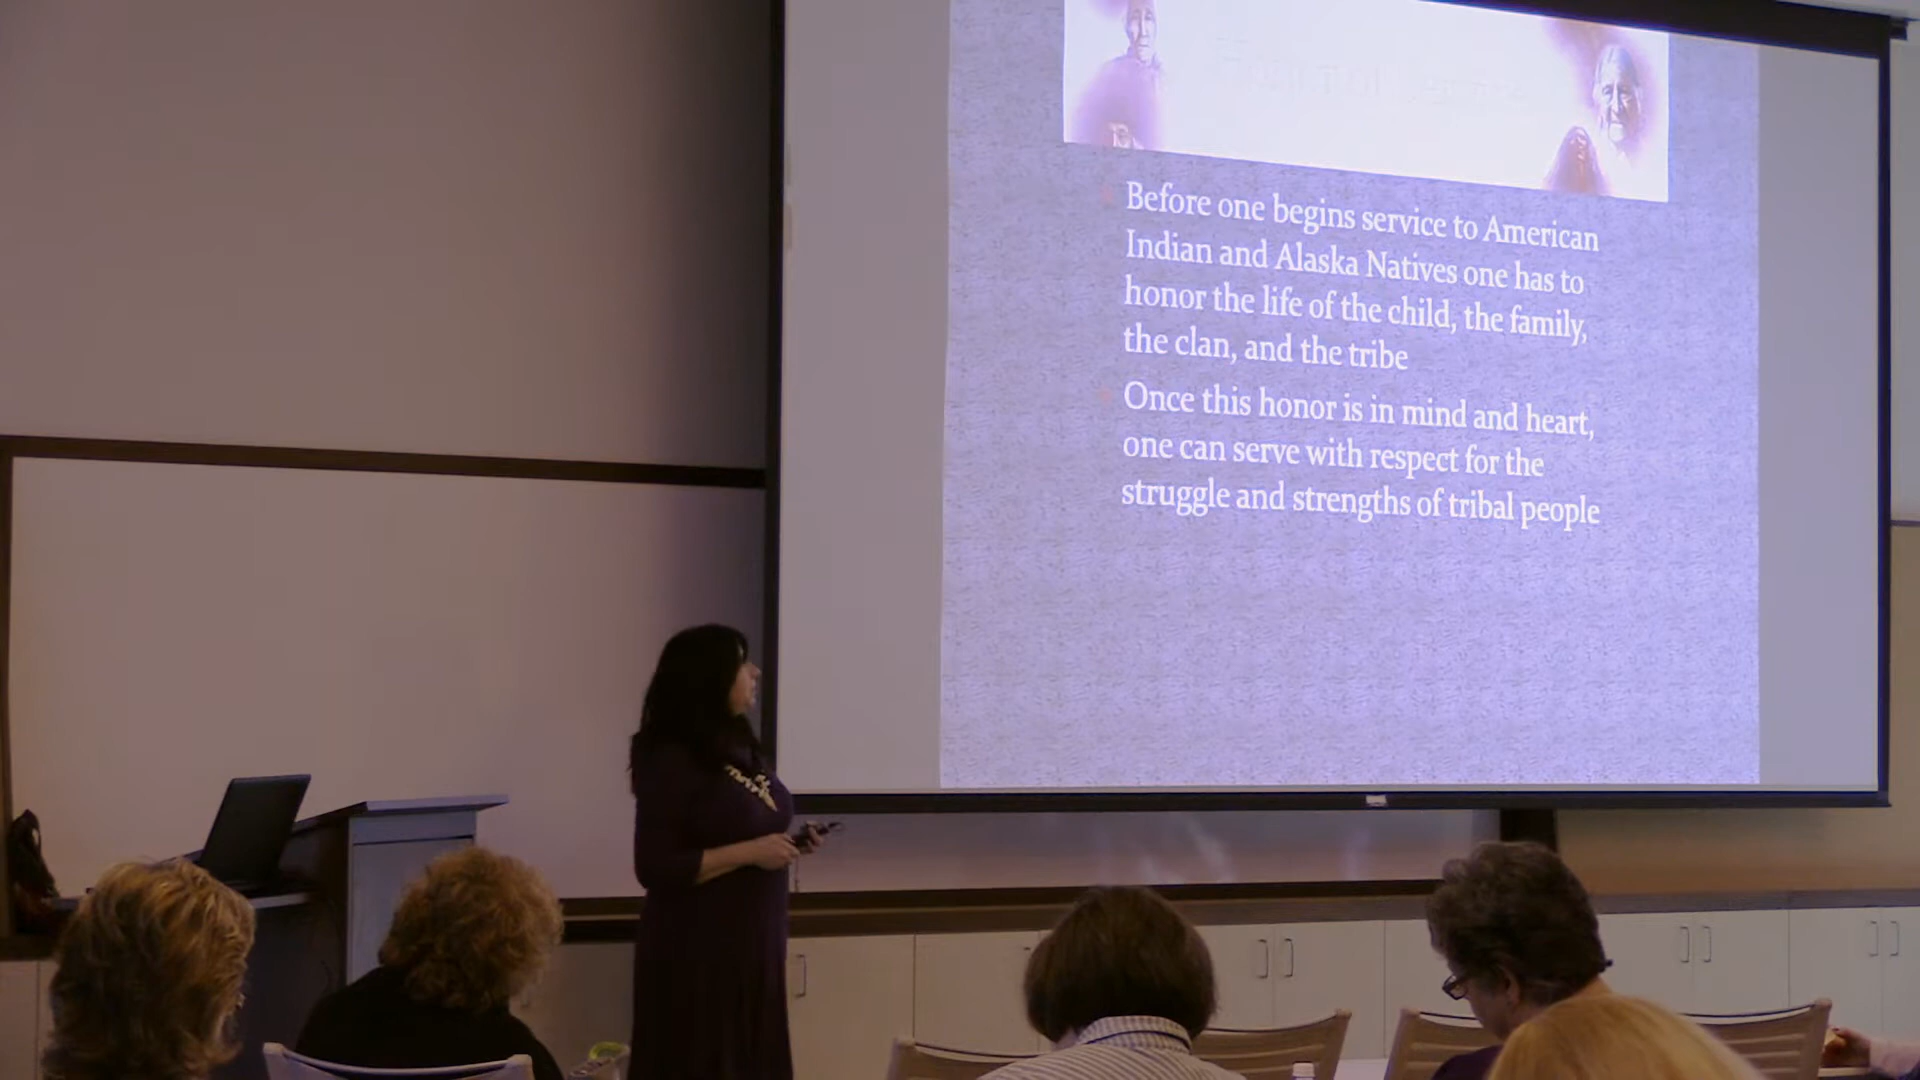 Before one begins service to American
Indian and Alaska Natives one has to
honor the life of the child, the family,
the clan, and the tribe
Once this honor is in mind and heart,
one can serve with respect for the
struggle and strengths of tribal people